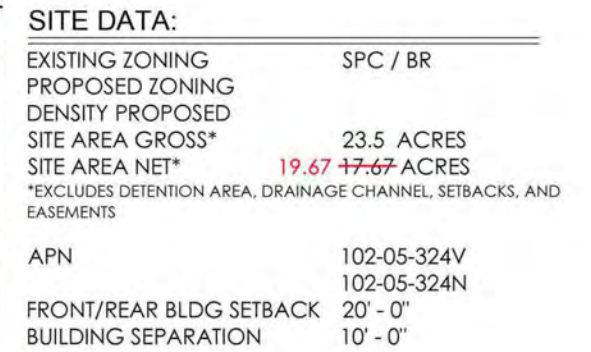 SITE DATA:
EXISTING ZONING SPC / BR
PROPOSED ZONING
DENSITY PROPOSED
SITE AREA GROSS* 23.5 ACRES
SITE AREA NET* 19.67 17.67 ACRES
*EXCLUDES DETENTION AREA, DRAINAGE CHANNEL, SETBACKS, AND
EASEMENTS
APN 102-05-324V
102-05-324N
FRONT/REAR BLDG SETBACK 20' - 0"
BUILDING SEPARATION 10' - 0"